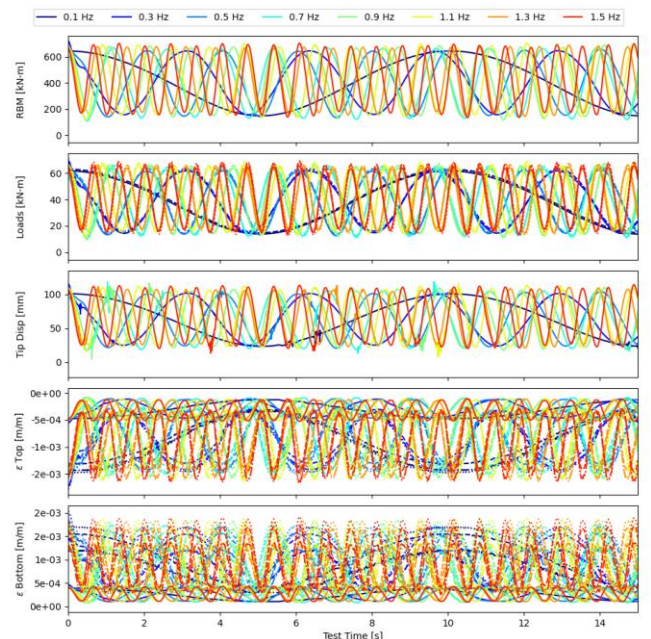 0.1 Hz 0.3 Hz 0.5 Hz 0.7 Hz 0.9 Hz 1.1 Hz 1.3 Hz 1.5 Hz
RBM [kN-m]
600
400
200
0
Loads [kN-m]
60
40
20
0
Tip Disp [mm]
100
50
0
ε Top [m/m]
0e+00
-5e-04
-1e-03
-2e-03
-2e-03
ε Bottom [m/m]
2e-03
2e-03
1e-03
5e-04
0e+00
0 2 4 6 8 10 12 14
Test Time [s]